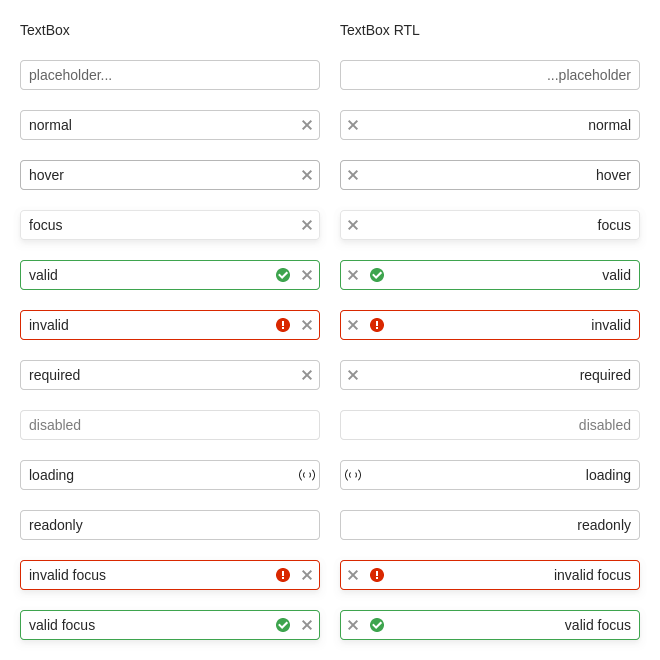 TextBox
TextBox RTL
placeholder...
...placeholder
normal
normal
hover
hover
focus
focus
valid
valid
invalid
invalid
required
required
disabled
disabled
loading
loading
readonly
readonly
invalid focus
invalid focus
valid focus
valid focus